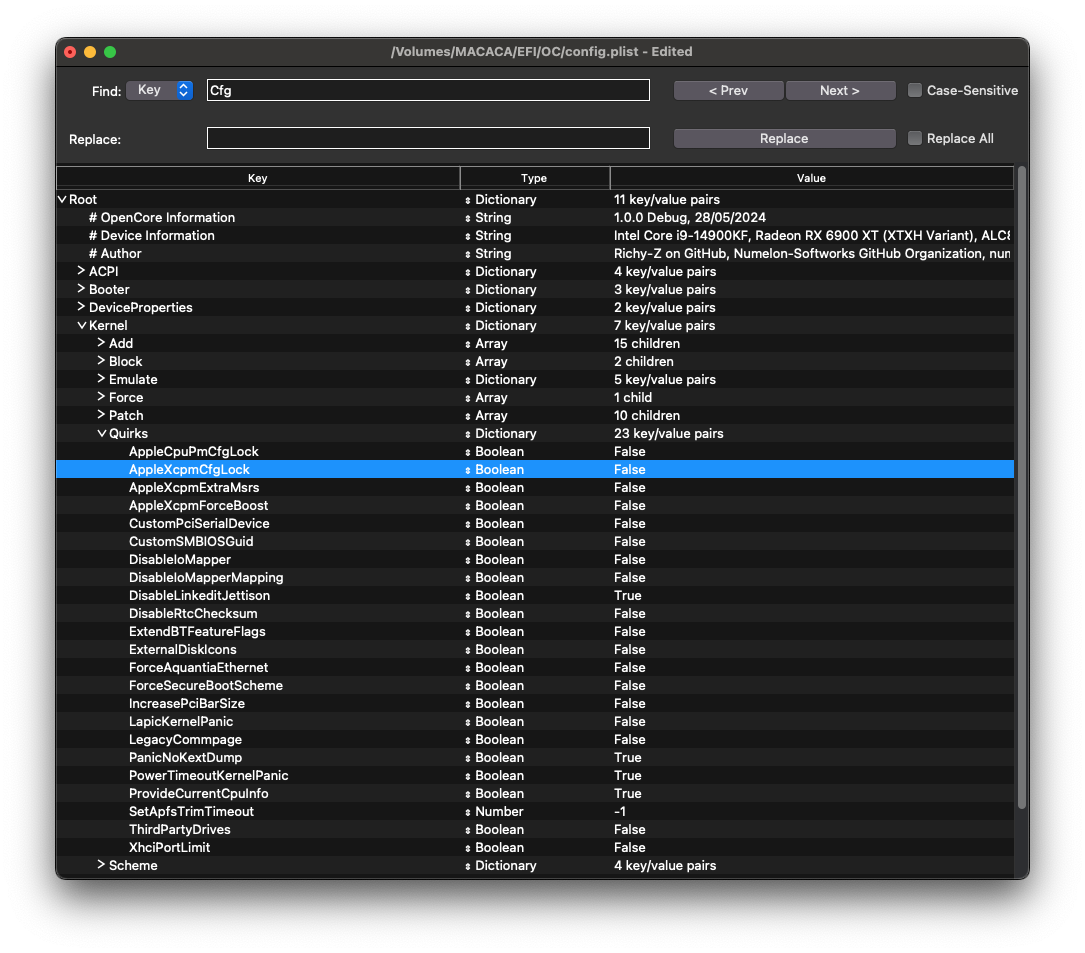 /Volumes/MACACA/EFI/OC/config.plist - Edited
Find: Key Cfg < Prev Next > Case-Sensitive
Replace: Replace Replace All
Key Type Value
Root Dictionary 11 key/value pairs
# OpenCore Information String 1.0.0 Debug, 28/05/2024
# Device Information String Intel Core i9-14900KF, Radeon RX 6900 XT (XTXH Variant), ALC8
# Author String Richy-Z on GitHub, Numelon-Softworks GitHub Organization, num
ACPI Dictionary 4 key/value pairs
Booter Dictionary 3 key/value pairs
DeviceProperties Dictionary 2 key/value pairs
Kernel Dictionary 7 key/value pairs
Add Array 15 children
Block Array 2 children
Emulate Dictionary 5 key/value pairs
Force Array 1 child
Patch Array 10 children
Quirks Dictionary 23 key/value pairs
AppleCpuPmCfgLock Boolean False
AppleXcpmCfgLock Boolean False
AppleXcpmExtraMsrs Boolean False
AppleXcpmForceBoost Boolean False
CustomPciSerialDevice Boolean False
CustomSMBIOSGuid Boolean False
DisableIoMapper Boolean False
DisableIoMapperMapping Boolean False
DisableLinkeditJettison Boolean True
DisableRtcChecksum Boolean False
ExtendBTFeatureFlags Boolean False
ExternalDiskIcons Boolean False
ForceAquantiaEthernet Boolean False
ForceSecureBootScheme Boolean False
IncreasePciBarSize Boolean False
LapicKernelPanic Boolean False
LegacyCommpage Boolean False
PanicNoKextDump Boolean True
PowerTimeoutKernelPanic Boolean True
ProvideCurrentCpuInfo Boolean True
SetApfsTrimTimeout Number -1
ThirdPartyDrives Boolean False
XhciPortLimit Boolean False
Scheme Dictionary 4 key/value pairs